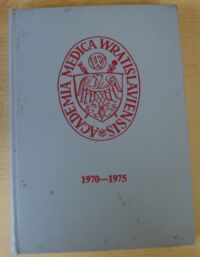 ACADEMIA MEDICA WRATISLAVIENSIS
1970—1975